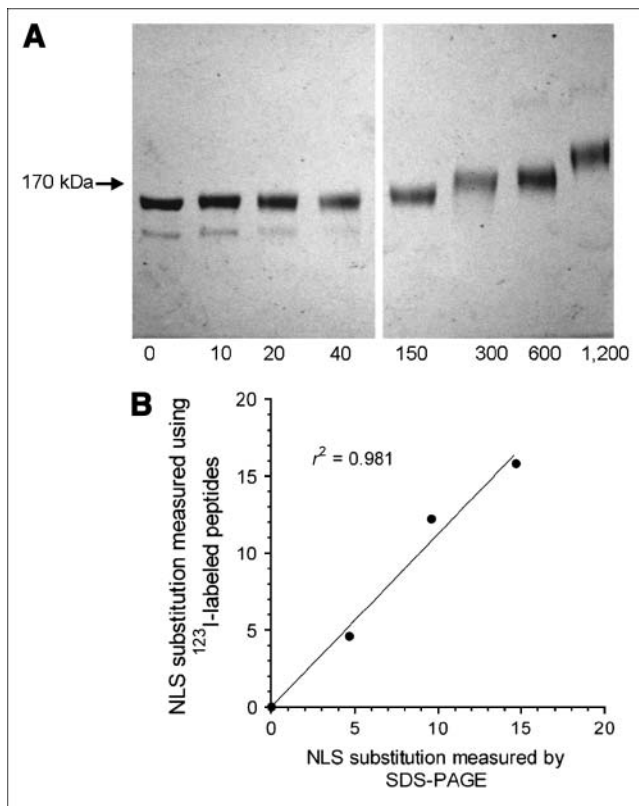 A
170 kDa
0 10 20 40 150 300 600 1,200
B
NLS substitution measured using
¹²³I-labeled peptides
20
15
10
5
0
r² = 0.981
0 5 10 15 20
NLS substitution measured by
SDS-PAGE